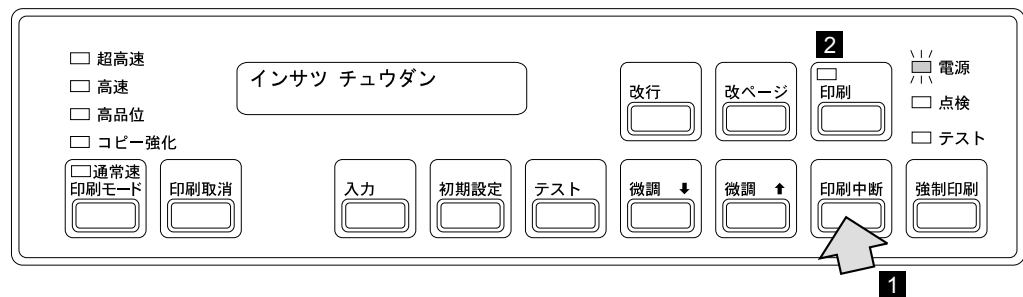 超高速
高速
高品位
コピー強化
通常速
印刷モード
印刷取消
インサツ チュウダン
入力
初期設定
テスト
改行
改ページ
2
印刷
電源
点検
テスト
微調 ⬇
微調 ⬆
印刷中断
強制印刷
1